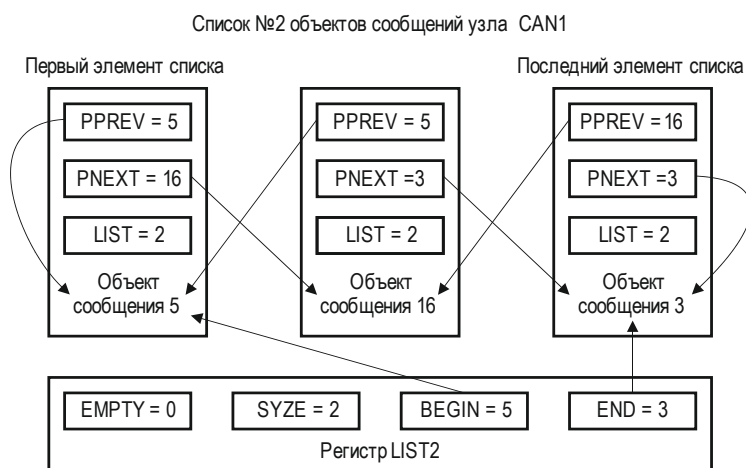 Список №2 объектов сообщений узла CAN1
Первый элемент списка
Последний элемент списка
PPREV = 5
PPREV = 5
PPREV = 16
PNEXT = 16
PNEXT =3
PNEXT =3
LIST = 2
LIST = 2
LIST = 2
Объект
сообщения 5
Объект
сообщения 16
Объект
сообщения 3
EMPTY = 0
SYZE = 2
BEGIN = 5
END = 3
Регистр LIST2